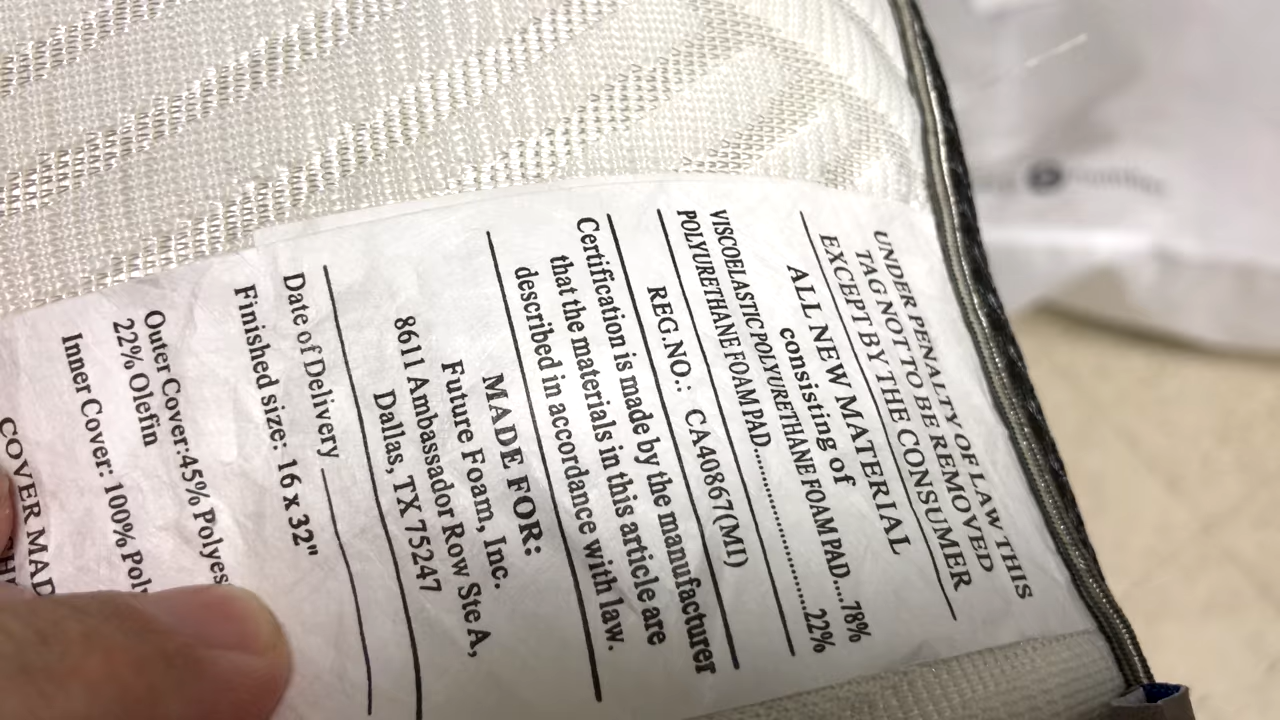 UNDER PENALTY OF LAW THIS
TAG NOT TO BE REMOVED
EXCEPT BY THE CONSUMER
ALL NEW MATERIAL
consisting of
VISCOELASTIC POLYURETHANE FOAM PAD....78%
POLYURETHANE FOAM PAD..............................22%
REG.NO.: CA40867(MI)
Certification is made by the manufacturer
that the materials in this article are
described in accordance with law.
MADE FOR:
Future Foam, Inc.
8611 Ambassador Row Ste A,
Dallas, TX 75247
Date of Delivery
Finished size: 16 x 32"
Outer Cover:45% Polyes
22% Olefin
Inner Cover: 100% Poly
COVER MAD